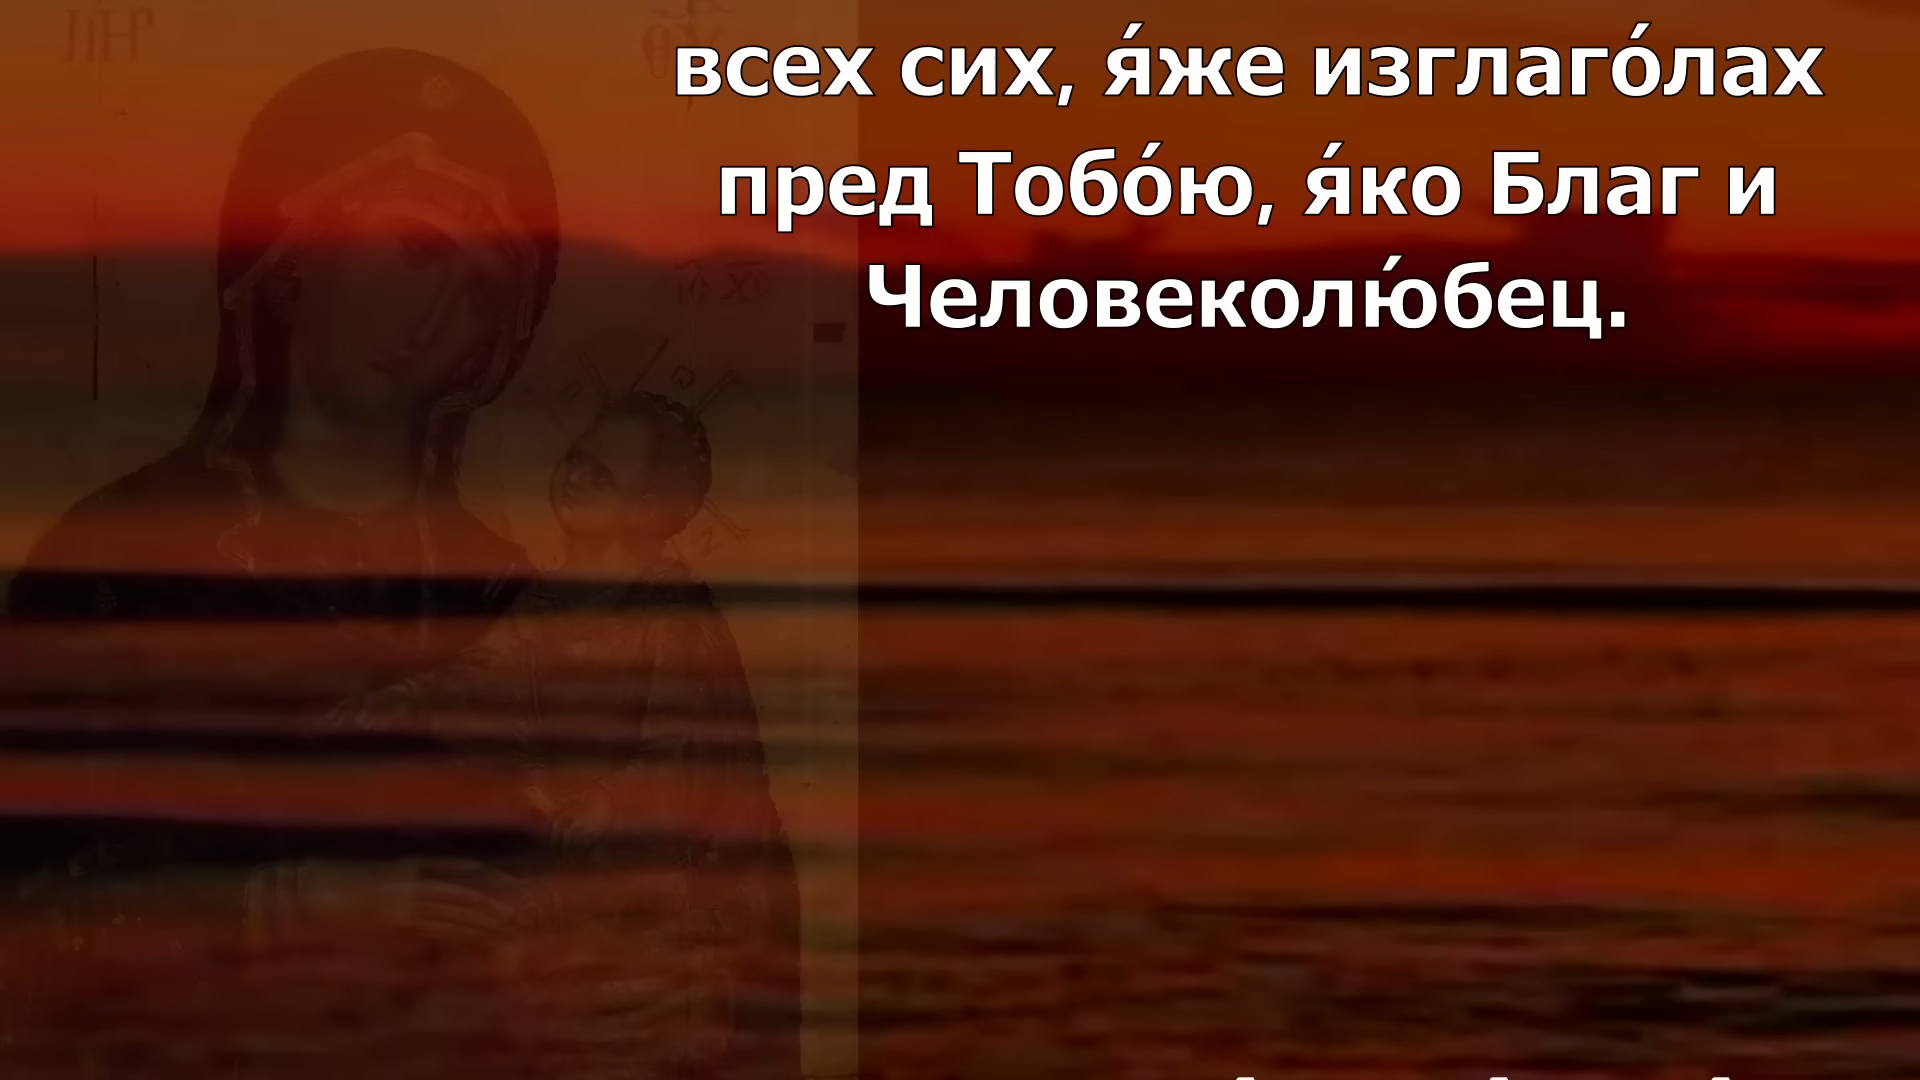 всех сих, я́же изглаго́лах
пред Тобо́ю, я́ко Благ и
Человеколю́бец.